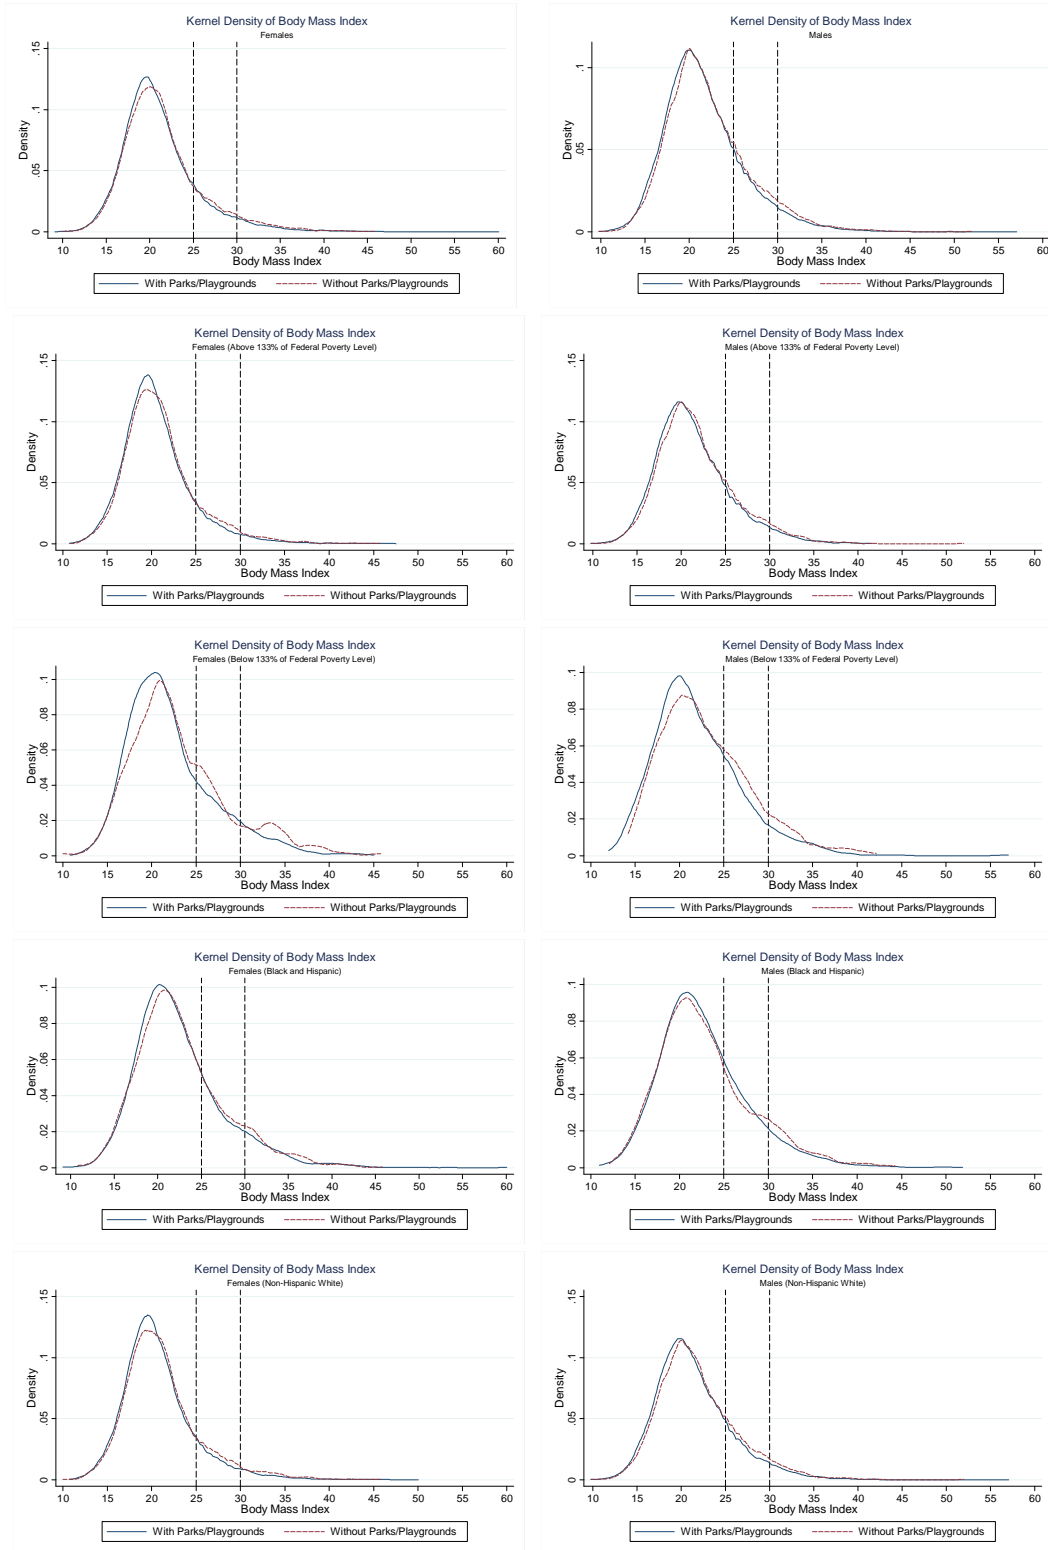 Kernel Density of Body Mass Index
Females
.15
.1
.05
0
Density
10 15 20 25 30 35 40 45 50 55 60
Body Mass Index
With Parks/Playgrounds Without Parks/Playgrounds
Kernel Density of Body Mass Index
Males
.1
.05
0
Density
10 15 20 25 30 35 40 45 50 55 60
Body Mass Index
With Parks/Playgrounds Without Parks/Playgrounds
Kernel Density of Body Mass Index
Females (Above 133% of Federal Poverty Level)
.15
.1
.05
0
Density
10 15 20 25 30 35 40 45 50 55 60
Body Mass Index
With Parks/Playgrounds Without Parks/Playgrounds
Kernel Density of Body Mass Index
Males (Above 133% of Federal Poverty Level)
.15
.1
.05
0
Density
10 15 20 25 30 35 40 45 50 55 60
Body Mass Index
With Parks/Playgrounds Without Parks/Playgrounds
Kernel Density of Body Mass Index
Females (Below 133% of Federal Poverty Level)
.1
.08
.06
.04
.02
0
Density
10 15 20 25 30 35 40 45 50 55 60
Body Mass Index
With Parks/Playgrounds Without Parks/Playgrounds
Kernel Density of Body Mass Index
Males (Below 133% of Federal Poverty Level)
.1
.08
.06
.04
.02
0
Density
10 15 20 25 30 35 40 45 50 55 60
Body Mass Index
With Parks/Playgrounds Without Parks/Playgrounds
Kernel Density of Body Mass Index
Females (Black and Hispanic)
.1
.08
.06
.04
.02
0
Density
10 15 20 25 30 35 40 45 50 55 60
Body Mass Index
With Parks/Playgrounds Without Parks/Playgrounds
Kernel Density of Body Mass Index
Males (Black and Hispanic)
.1
.08
.06
.04
.02
0
Density
10 15 20 25 30 35 40 45 50 55 60
Body Mass Index
With Parks/Playgrounds Without Parks/Playgrounds
Kernel Density of Body Mass Index
Females (Non-Hispanic White)
.15
.1
.05
0
Density
10 15 20 25 30 35 40 45 50 55 60
Body Mass Index
With Parks/Playgrounds Without Parks/Playgrounds
Kernel Density of Body Mass Index
Males (Non-Hispanic White)
.15
.1
.05
0
Density
10 15 20 25 30 35 40 45 50 55 60
Body Mass Index
With Parks/Playgrounds Without Parks/Playgrounds